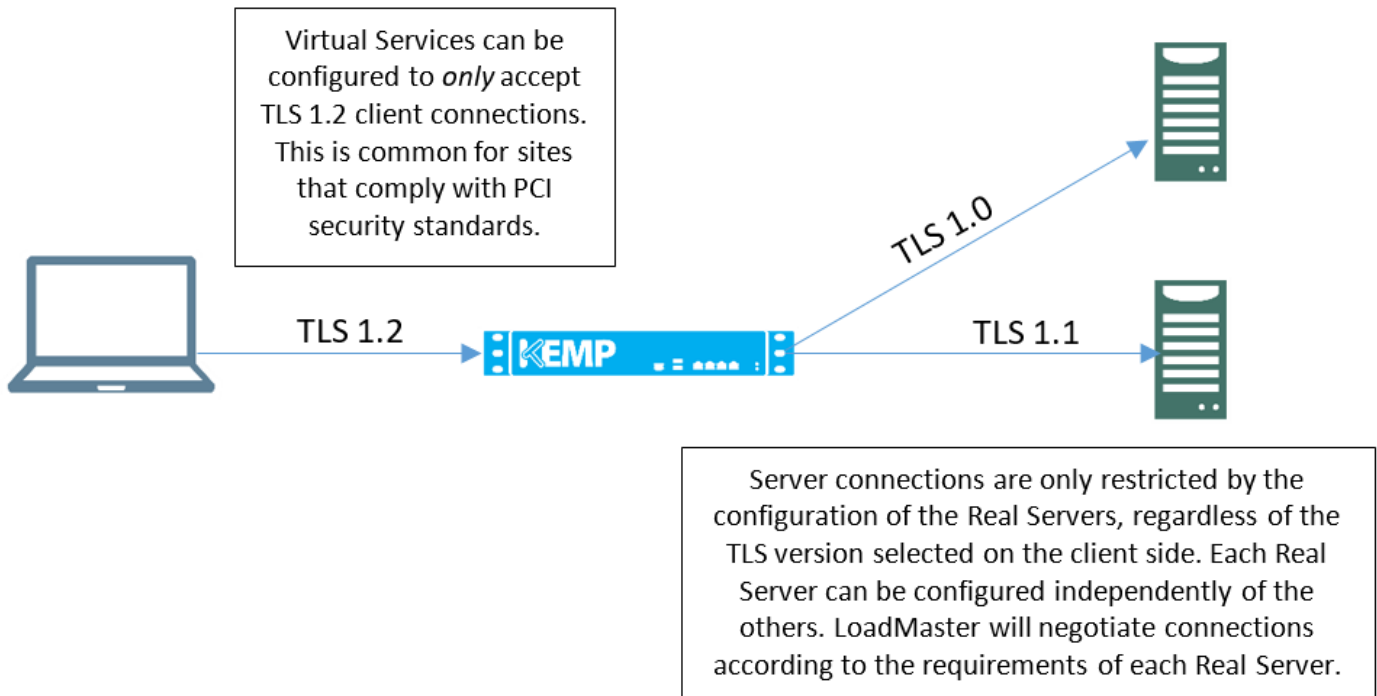 Virtual Services can be
configured to only accept
TLS 1.2 client connections.
This is common for sites
that comply with PCI
security standards.
TLS 1.0
TLS 1.2
KEMP
TLS 1.1
Server connections are only restricted by the
configuration of the Real Servers, regardless of the
TLS version selected on the client side. Each Real
Server can be configured independently of the
others. LoadMaster will negotiate connections
according to the requirements of each Real Server.